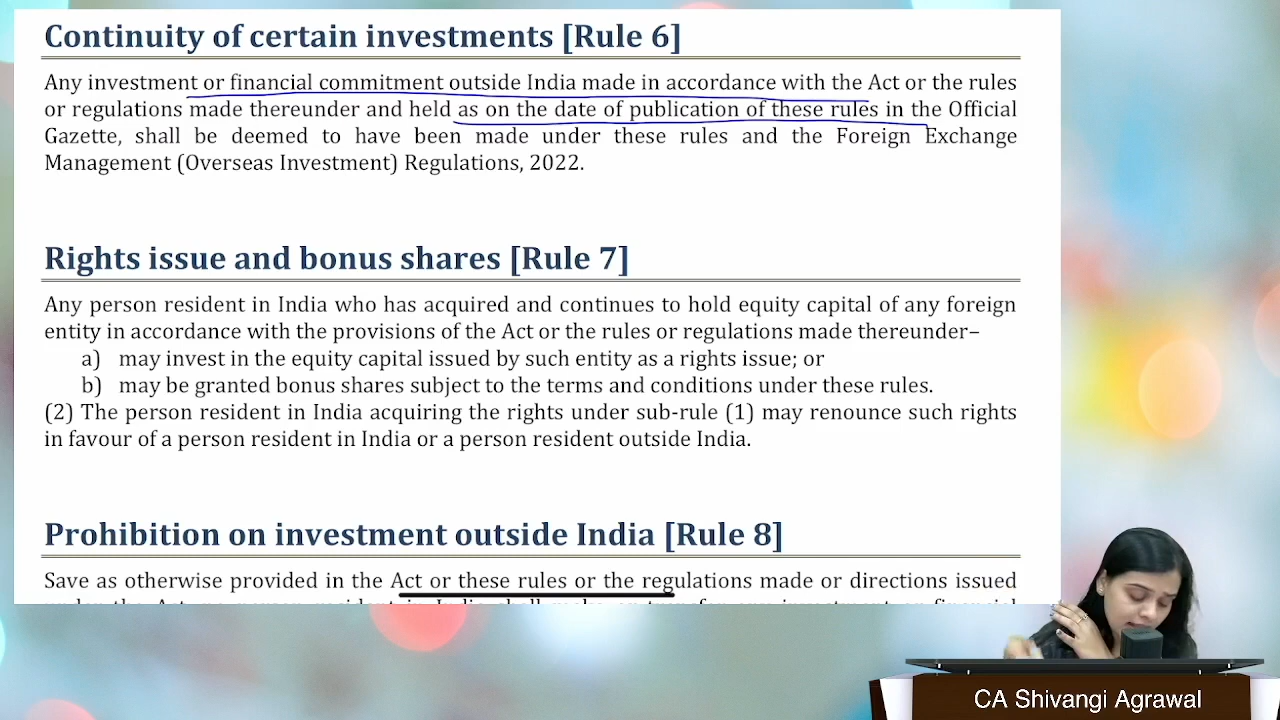 Continuity of certain investments [Rule 6]
Any investment or financial commitment outside India made in accordance with the Act or the rules
or regulations made thereunder and held as on the date of publication of these rules in the Official
Gazette, shall be deemed to have been made under these rules and the Foreign Exchange
Management (Overseas Investment) Regulations, 2022.
Rights issue and bonus shares [Rule 7]
Any person resident in India who has acquired and continues to hold equity capital of any foreign
entity in accordance with the provisions of the Act or the rules or regulations made thereunder–
a) may invest in the equity capital issued by such entity as a rights issue; or
b) may be granted bonus shares subject to the terms and conditions under these rules.
(2) The person resident in India acquiring the rights under sub-rule (1) may renounce such rights
in favour of a person resident in India or a person resident outside India.
Prohibition on investment outside India [Rule 8]
Save as otherwise provided in the Act or these rules or the regulations made or directions issued
CA Shivangi Agrawal